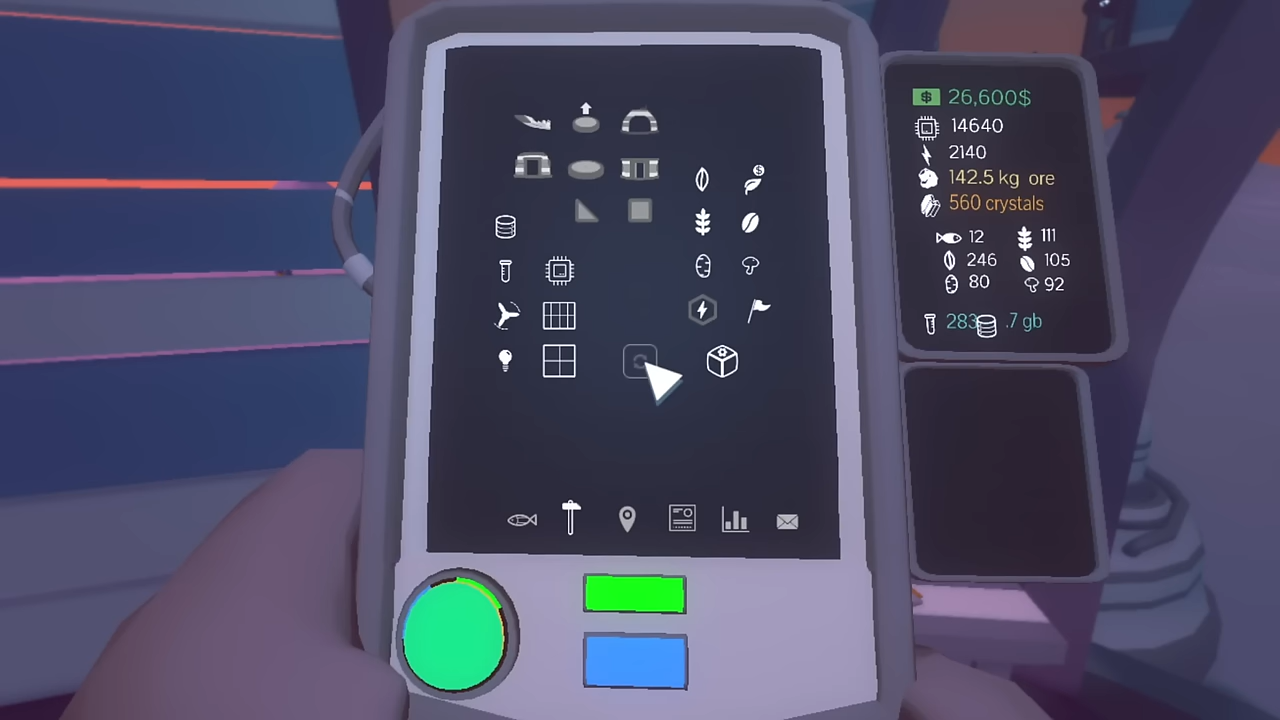 26,600$
14640
2140
142.5 kg ore
560 crystals
12 111
246 105
80 92
283 .7 gb